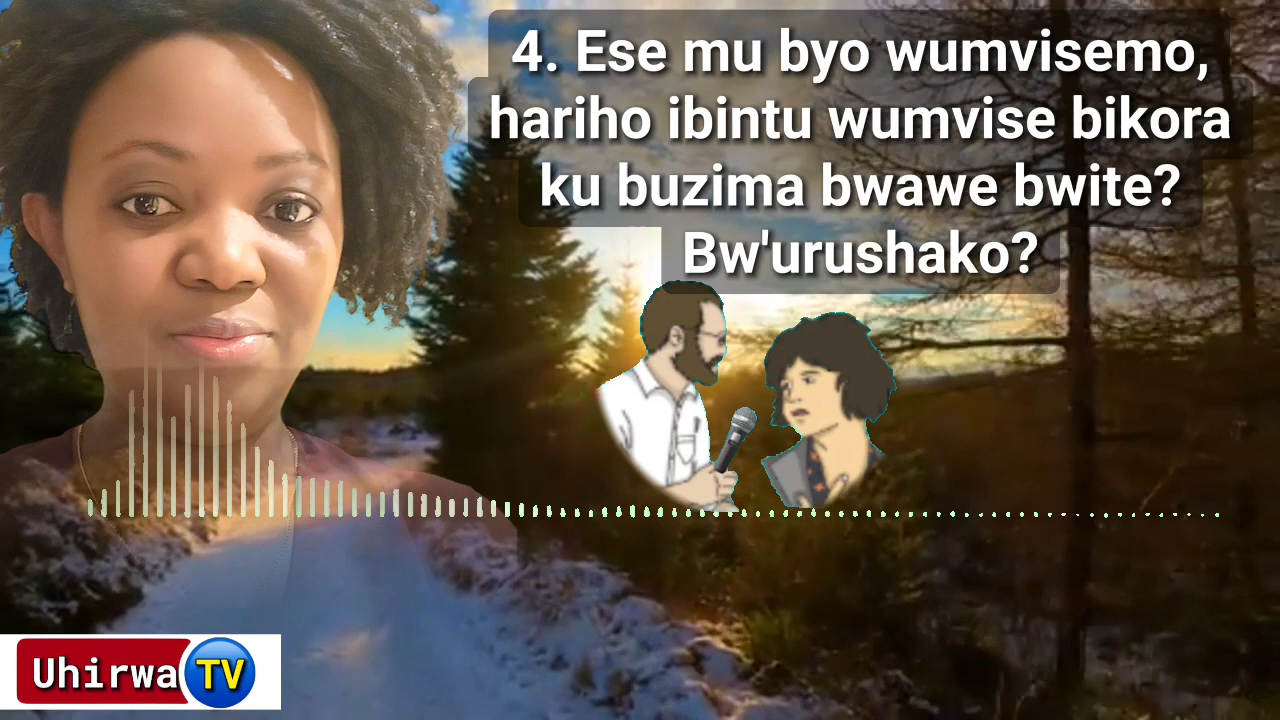 4. Ese mu byo wumvisemo,
hariho ibintu wumvise bikora
ku buzima bwawe bwite?
Bw'urushako?
Uhirwa TV